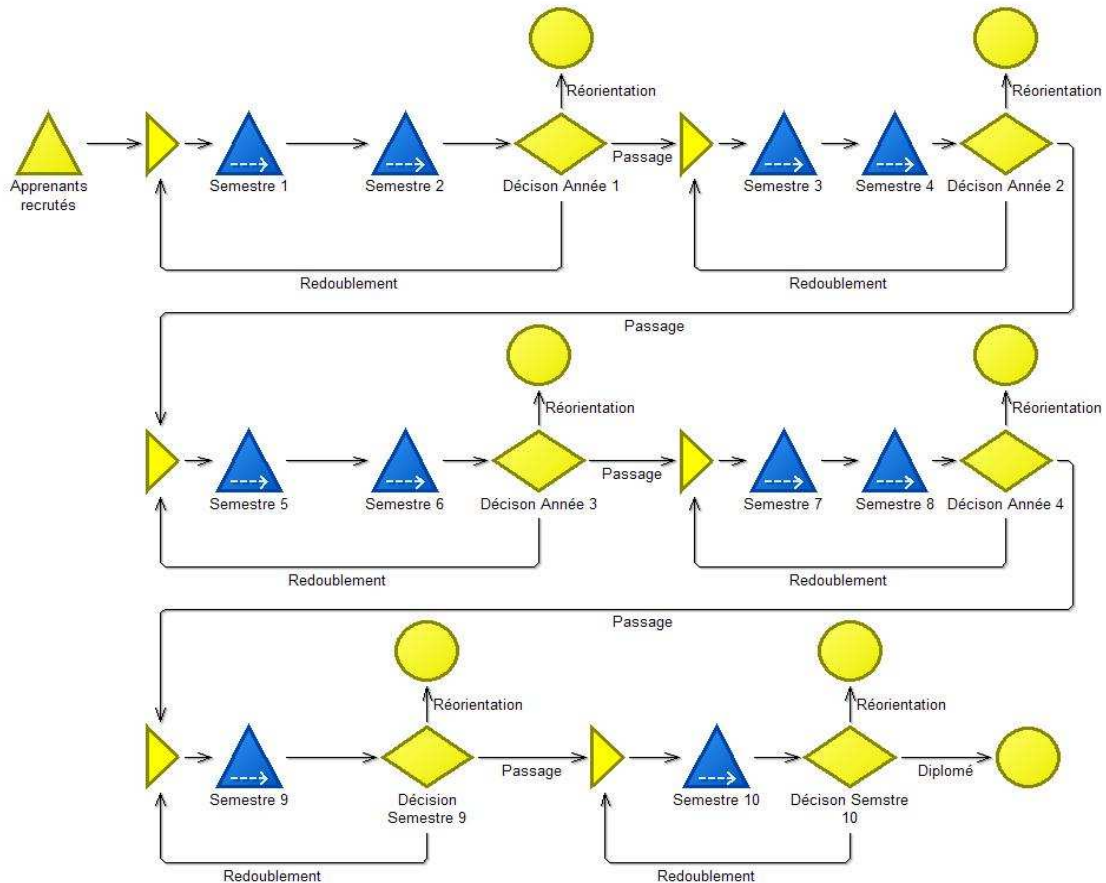 Réorientation
Réorientation
Passage
Apprenants
recrutés
Semestre 1
Semestre 2
Décison Année 1
Semestre 3
Semestre 4
Décison Année 2
Redoublement
Redoublement
Passage
Réorientation
Réorientation
Passage
Semestre 5
Semestre 6
Décison Année 3
Semestre 7
Semestre 8
Décison Année 4
Redoublement
Redoublement
Passage
Réorientation
Réorientation
Passage
Diplomé
Semestre 9
Décision
Semestre 9
Semestre 10
Décison Semstre
10
Redoublement
Redoublement